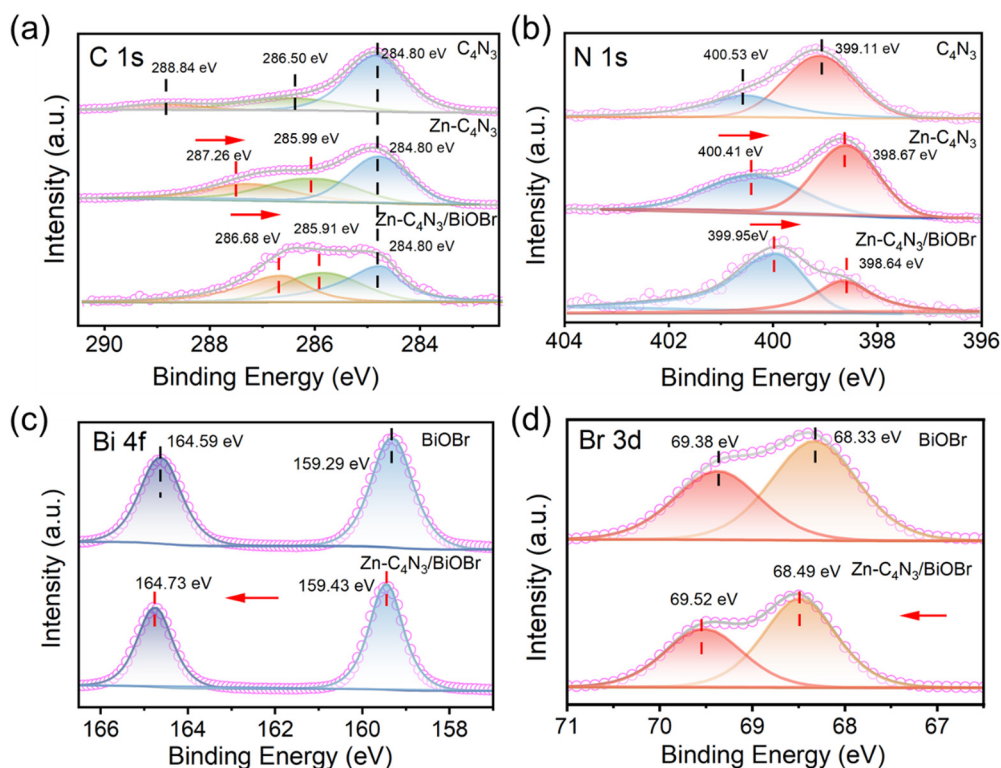 (a)
C 1s
288.84 eV
286.50 eV
284.80 eV
C₄N₃
Zn-C₄N₃
287.26 eV
285.99 eV
284.80 eV
Zn-C₄N₃/BiOBr
286.68 eV
285.91 eV
284.80 eV
Intensity (a.u.)
290
288
286
284
Binding Energy (eV)
(b)
N 1s
400.53 eV
399.11 eV
C₄N₃
Zn-C₄N₃
400.41 eV
398.67 eV
Zn-C₄N₃/BiOBr
399.95eV
398.64 eV
Intensity (a.u.)
404
402
400
398
396
Binding Energy (eV)
(c)
Bi 4f
164.59 eV
159.29 eV
BiOBr
Zn-C₄N₃/BiOBr
164.73 eV
159.43 eV
Intensity (a.u.)
166
164
162
160
158
Binding Energy (eV)
(d)
Br 3d
69.38 eV
68.33 eV
BiOBr
Zn-C₄N₃/BiOBr
69.52 eV
68.49 eV
Intensity (a.u.)
71
70
69
68
67
Binding Energy (eV)